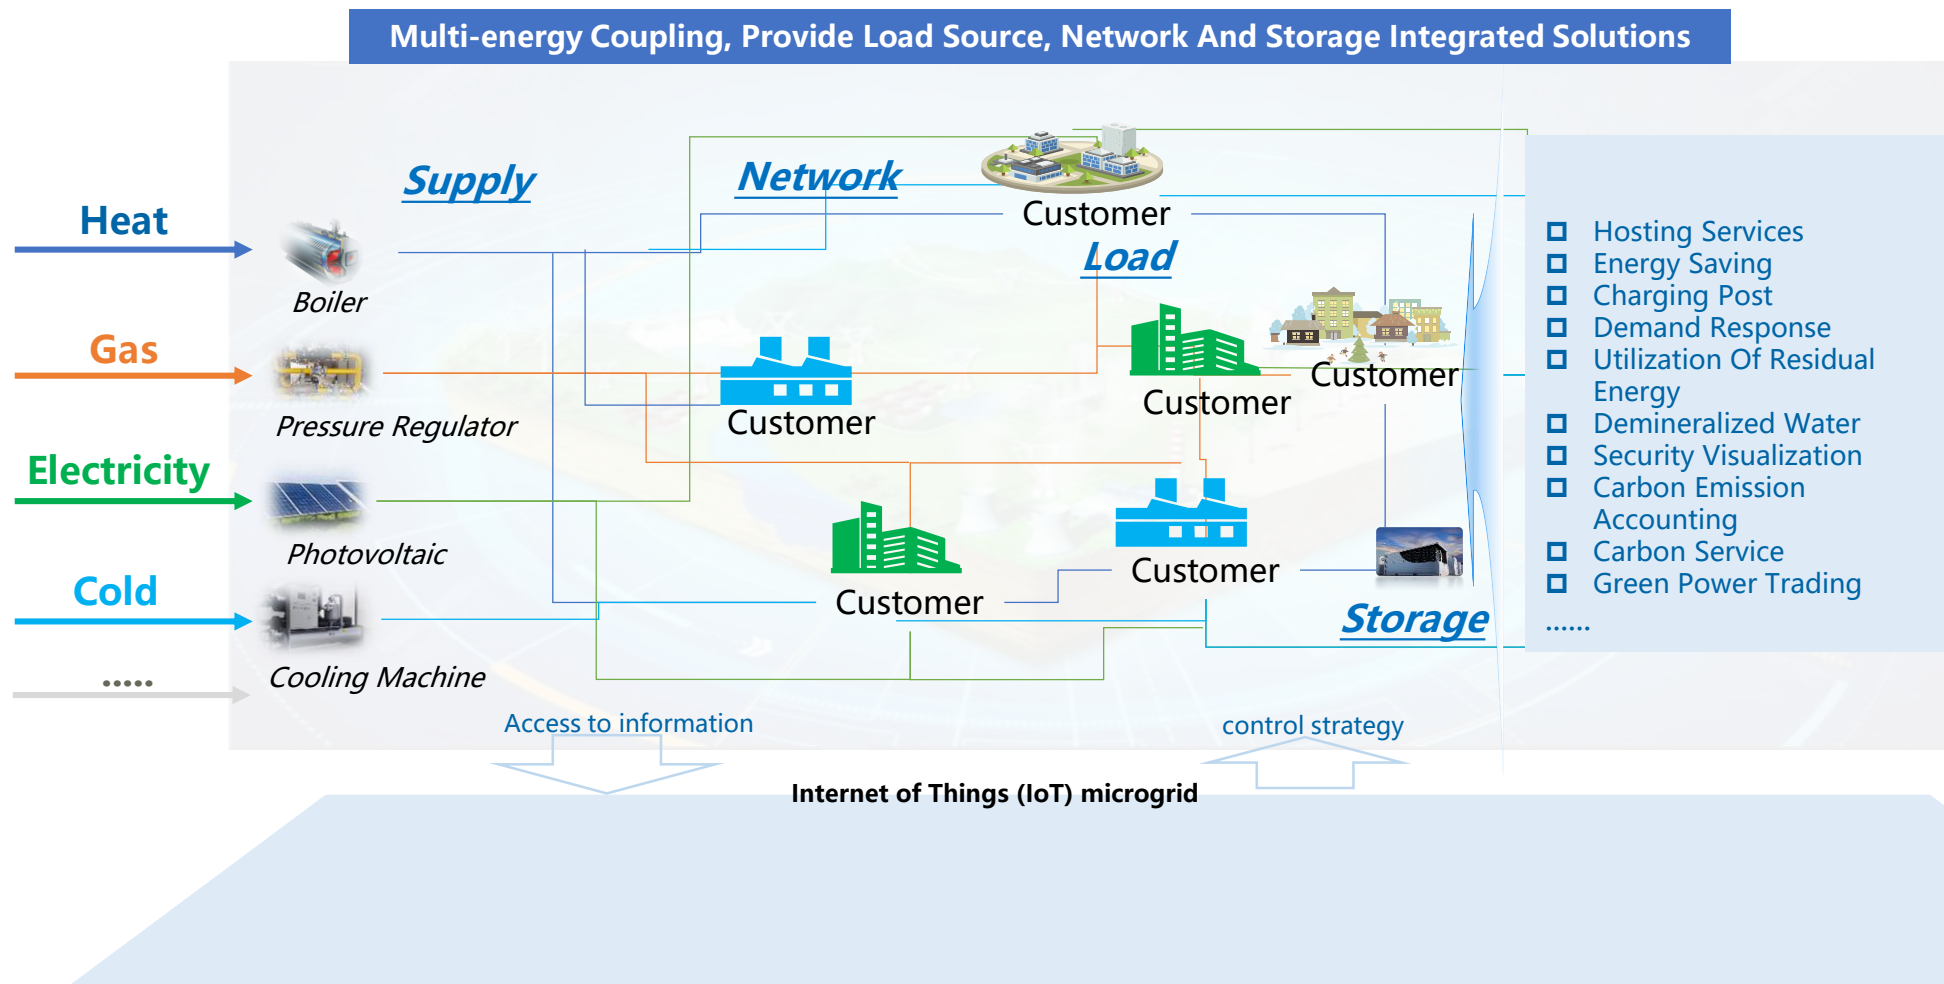 Multi-energy Coupling, Provide Load Source, Network And Storage Integrated Solutions
Supply
Network
Customer
Load
Heat
Boiler
Gas
Pressure Regulator
Electricity
Photovoltaic
Cold
Cooling Machine
.....
Customer
Customer
Customer
Customer
Customer
Storage
Hosting Services
Energy Saving
Charging Post
Demand Response
Utilization Of Residual
Energy
Demineralized Water
Security Visualization
Carbon Emission
Accounting
Carbon Service
Green Power Trading
......
Access to information
control strategy
Internet of Things (IoT) microgrid